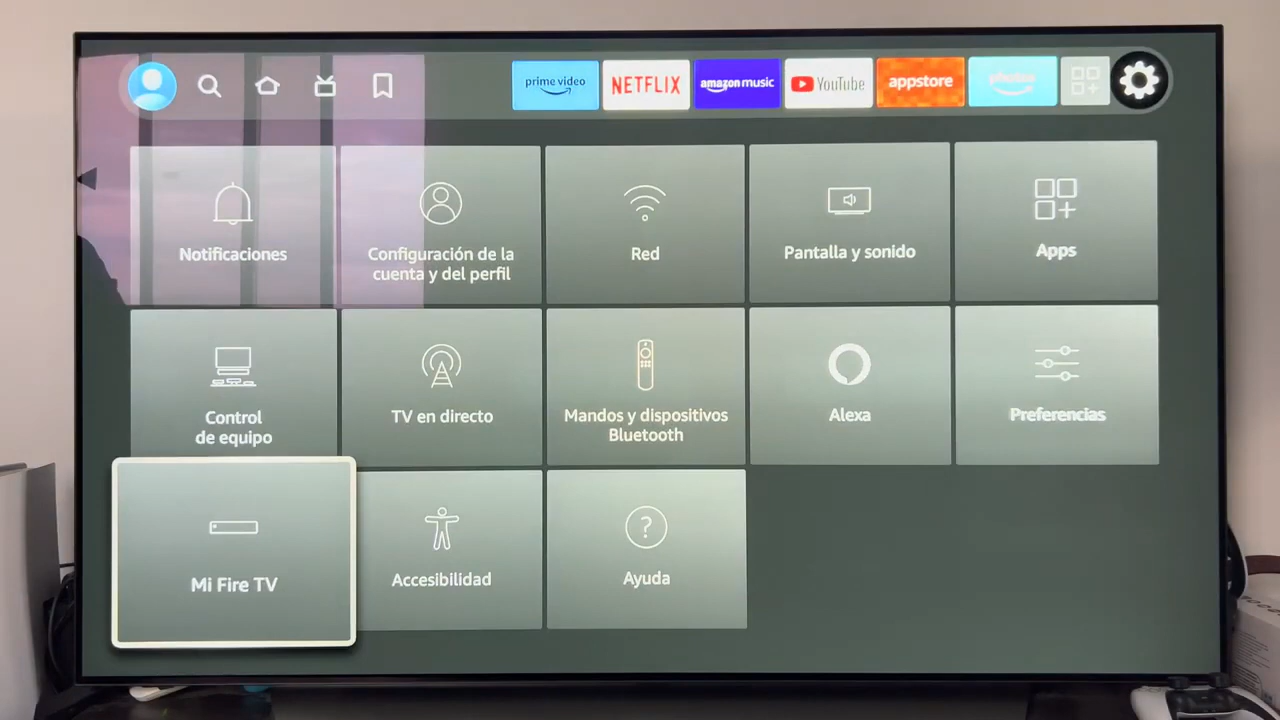 prime video
NETFLIX
amazon music
YouTube
appstore
photos
Notificaciones
Configuración de la
cuenta y del perfil
Red
Pantalla y sonido
Apps
Control
de equipo
TV en directo
Mandos y dispositivos
Bluetooth
Alexa
Preferencias
Mi Fire TV
Accesibilidad
?
Ayuda